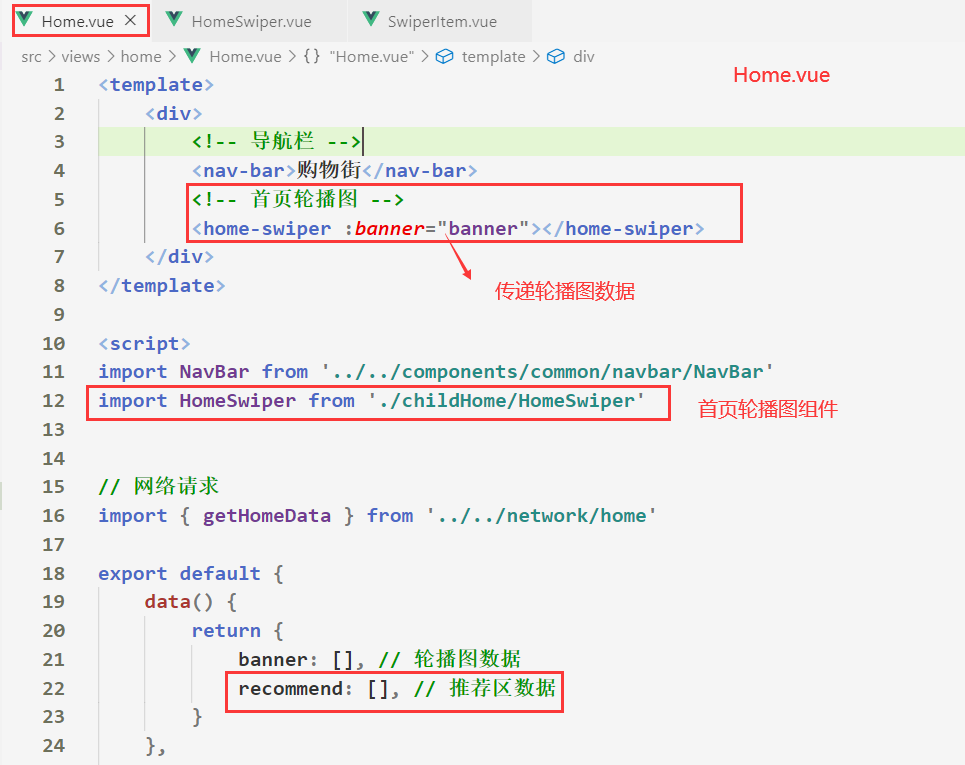 Home.vue × HomeSwiper.vue SwiperItem.vue
src > views > home > Home.vue > {} "Home.vue" > template > div
Home.vue
1 <template>
2 <div>
3 <!-- 导航栏 -->
4 <nav-bar>购物街</nav-bar>
5 <!-- 首页轮播图 -->
6 <home-swiper :banner="banner"></home-swiper>
7 </div>
传递轮播图数据
8 </template>
9
10 <script>
11 import NavBar from '../../components/common/navbar/NavBar'
12 import HomeSwiper from './childHome/HomeSwiper'
首页轮播图组件
13
14
15 // 网络请求
16 import { getHomeData } from '../../network/home'
17
18 export default {
19 data() {
20 return {
21 banner: [], // 轮播图数据
22 recommend: [], // 推荐区数据
23 }
24 },